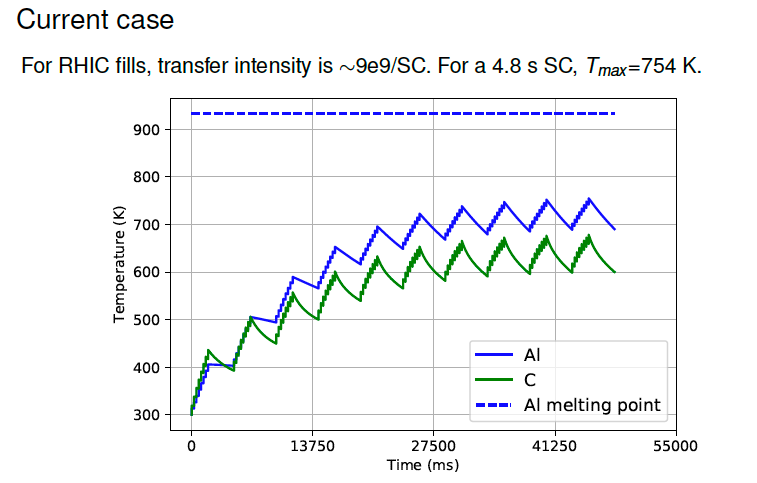 Current case
For RHIC fills, transfer intensity is ~9e9/SC. For a 4.8 s SC, Tmax=754 K.
900
800
700
600
500
400
300
Temperature (K)
Al
C
Al melting point
0 13750 27500 41250 55000
Time (ms)